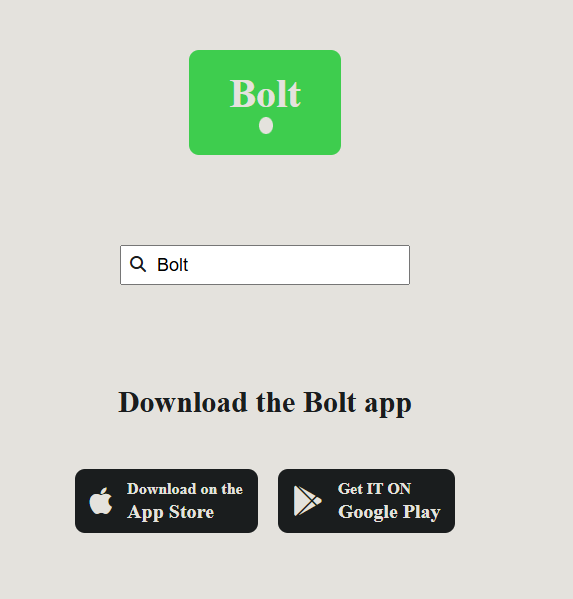 Bolt
Bolt
Download the Bolt app
Download on the
App Store
Get IT ON
Google Play